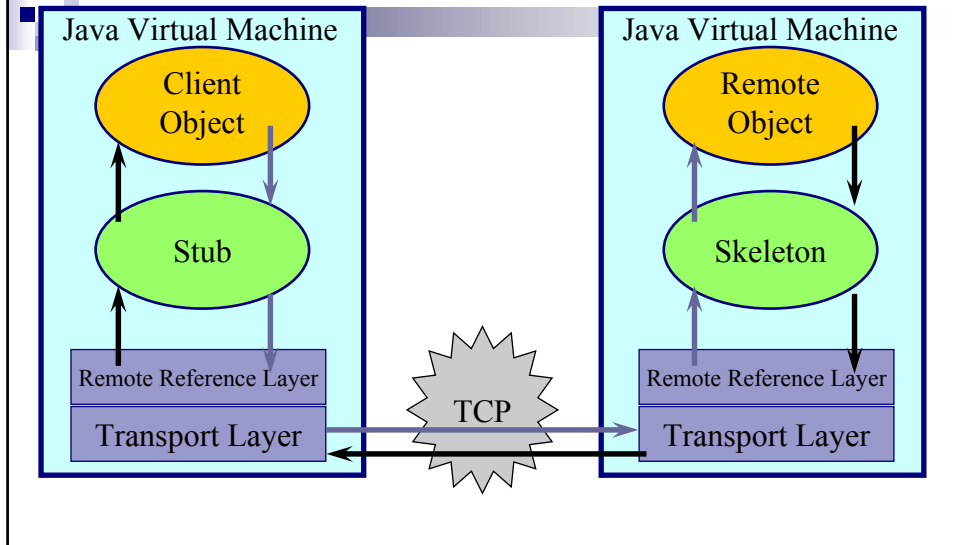 Java Virtual Machine
Client
Object
Stub
Remote Reference Layer
Transport Layer
TCP
Java Virtual Machine
Remote
Object
Skeleton
Remote Reference Layer
Transport Layer